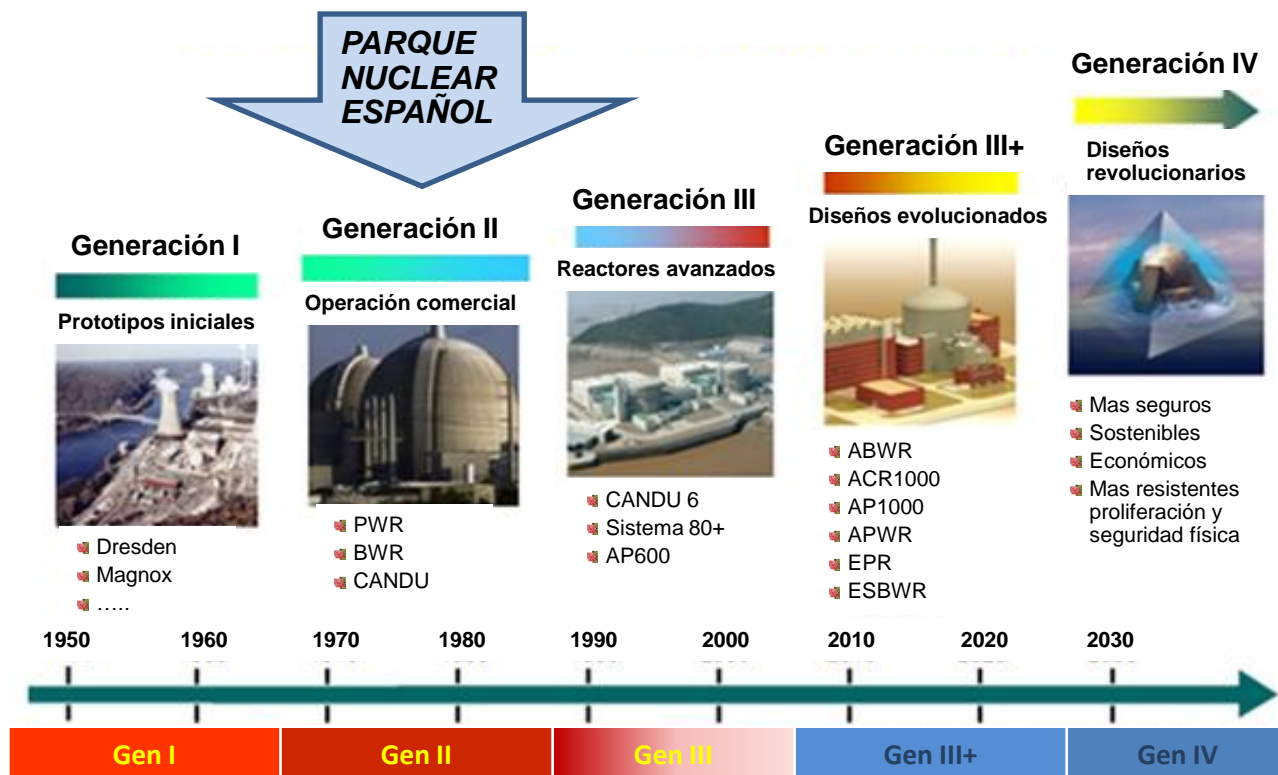 PARQUE
NUCLEAR
ESPAÑOL
Generación I
Prototipos iniciales
Dresden
Magnox
…..
Generación II
Operación comercial
PWR
BWR
CANDU
Generación III
Reactores avanzados
CANDU 6
Sistema 80+
AP600
Generación III+
Diseños evolucionados
ABWR
ACR1000
AP1000
APWR
EPR
ESBWR
Generación IV
Diseños
revolucionarios
Mas seguros
Sostenibles
Económicos
Mas resistentes
proliferación y
seguridad física
1950 1960 1970 1980 1990 2000 2010 2020 2030
Gen I Gen II Gen III Gen III+ Gen IV